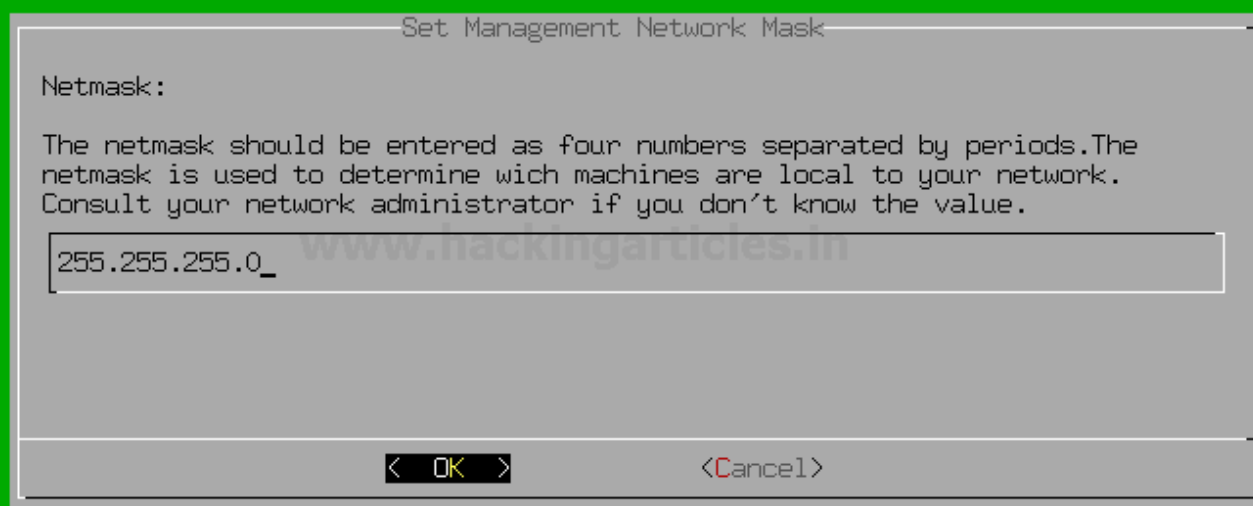 Set Management Network Mask
Netmask:
The netmask should be entered as four numbers separated by periods.The
netmask is used to determine wich machines are local to your network.
Consult your network administrator if you don't know the value.
www.hackingarticles.in
255.255.255.0_
< OK > <Cancel>